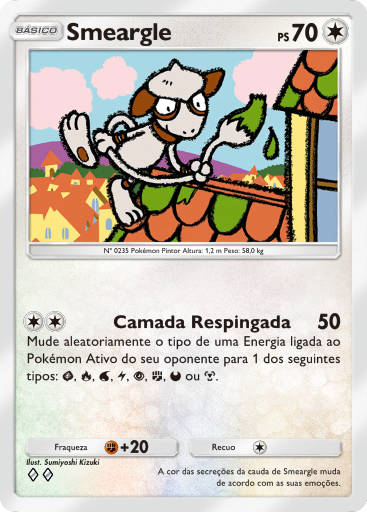 BÁSICO Smeargle PS 70
Nº 0235 Pokémon Pintor Altura: 1,2 m Peso: 58,0 kg
Camada Respingada 50
Mude aleatoriamente o tipo de uma Energia ligada ao
Pokémon Ativo do seu oponente para 1 dos seguintes
tipos: , , , , , , ou .
Fraqueza +20 Recuo
Ilust. Sumiyoshi Kizuki
A cor das secreções da cauda de Smeargle muda
de acordo com as suas emoções.